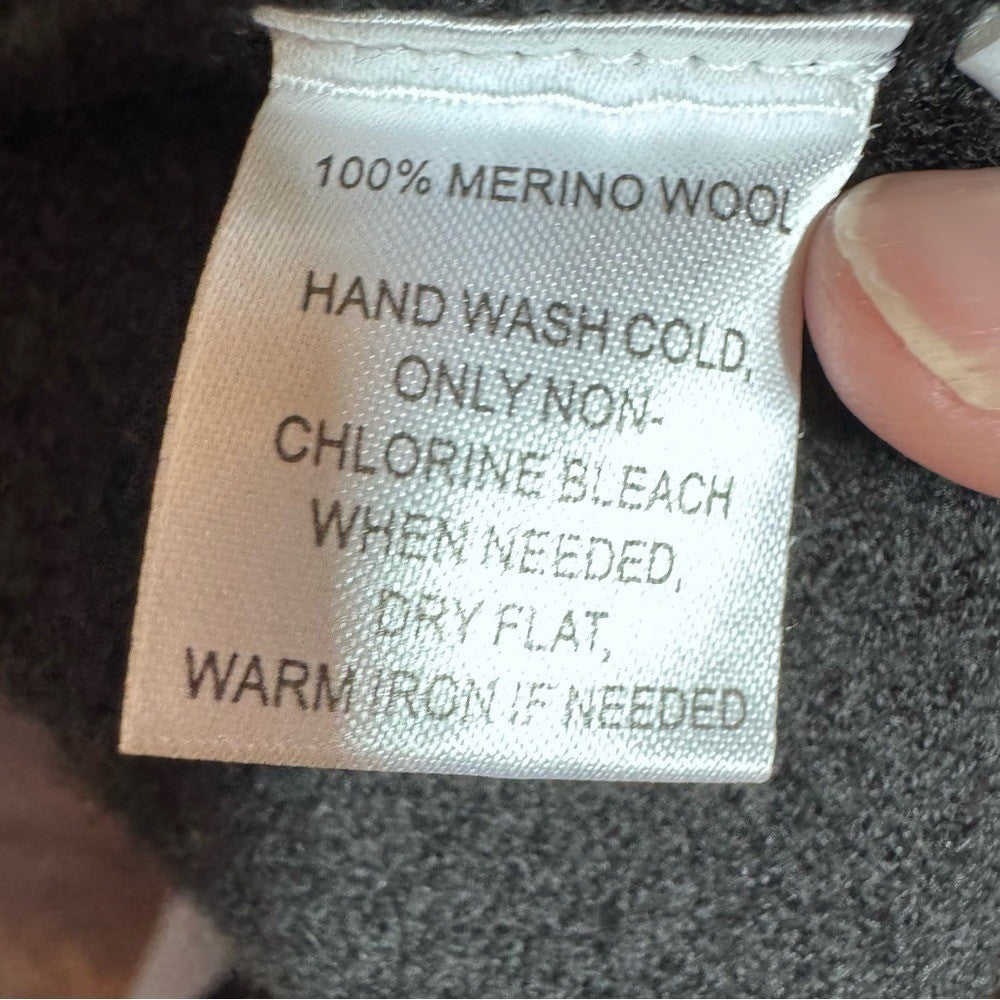 100% MERINO WOOL
HAND WASH COLD,
ONLY NON-
CHLORINE BLEACH
WHEN NEEDED,
DRY FLAT,
WARM IRON IF NEEDED